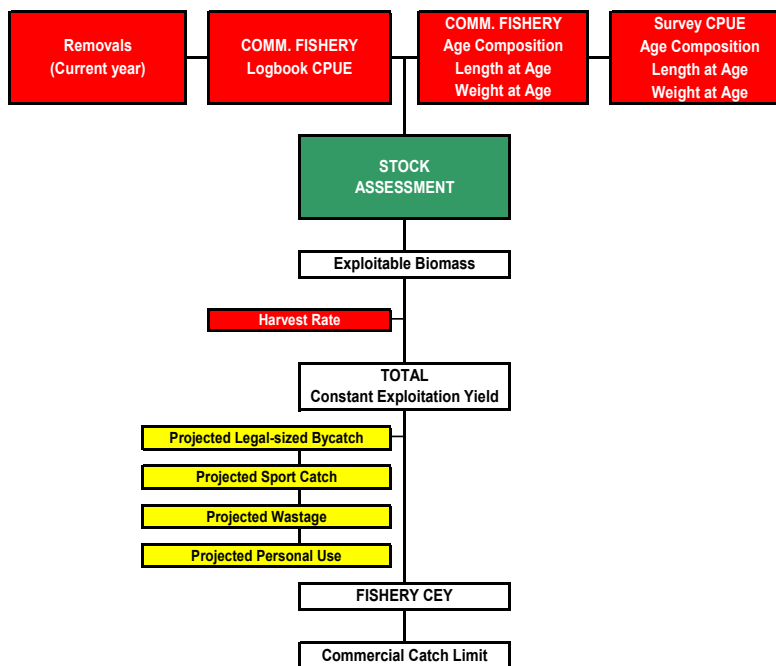 Removals
(Current year)
COMM. FISHERY
Logbook CPUE
COMM. FISHERY
Age Composition
Length at Age
Weight at Age
Survey CPUE
Age Composition
Length at Age
Weight at Age
STOCK
ASSESSMENT
Exploitable Biomass
Harvest Rate
TOTAL
Constant Exploitation Yield
Projected Legal-sized Bycatch
Projected Sport Catch
Projected Wastage
Projected Personal Use
FISHERY CEY
Commercial Catch Limit